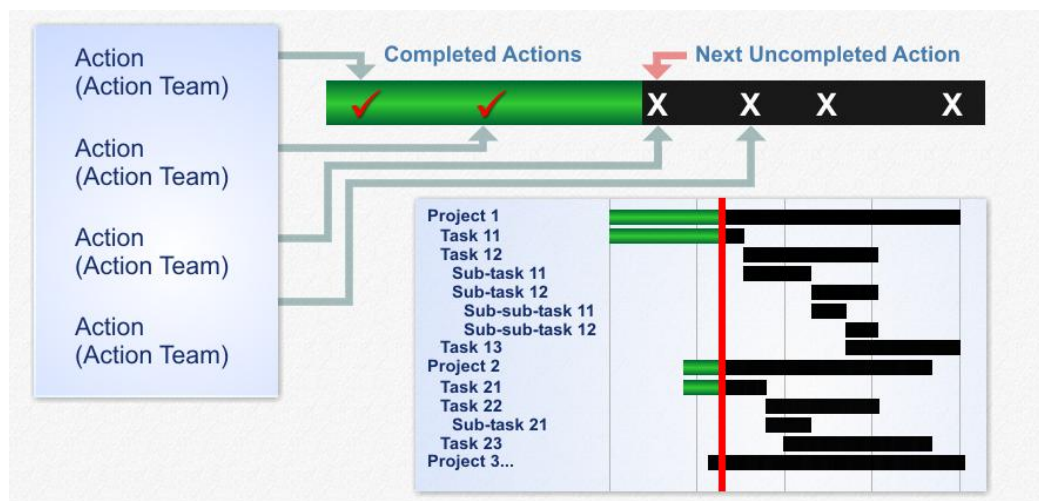 Action
(Action Team)
Action
(Action Team)
Action
(Action Team)
Action
(Action Team)
Completed Actions
Next Uncompleted Action
X X X X
Project 1
Task 11
Task 12
Sub-task 11
Sub-task 12
Sub-sub-task 11
Sub-sub-task 12
Task 13
Project 2
Task 21
Task 22
Sub-task 21
Task 23
Project 3...